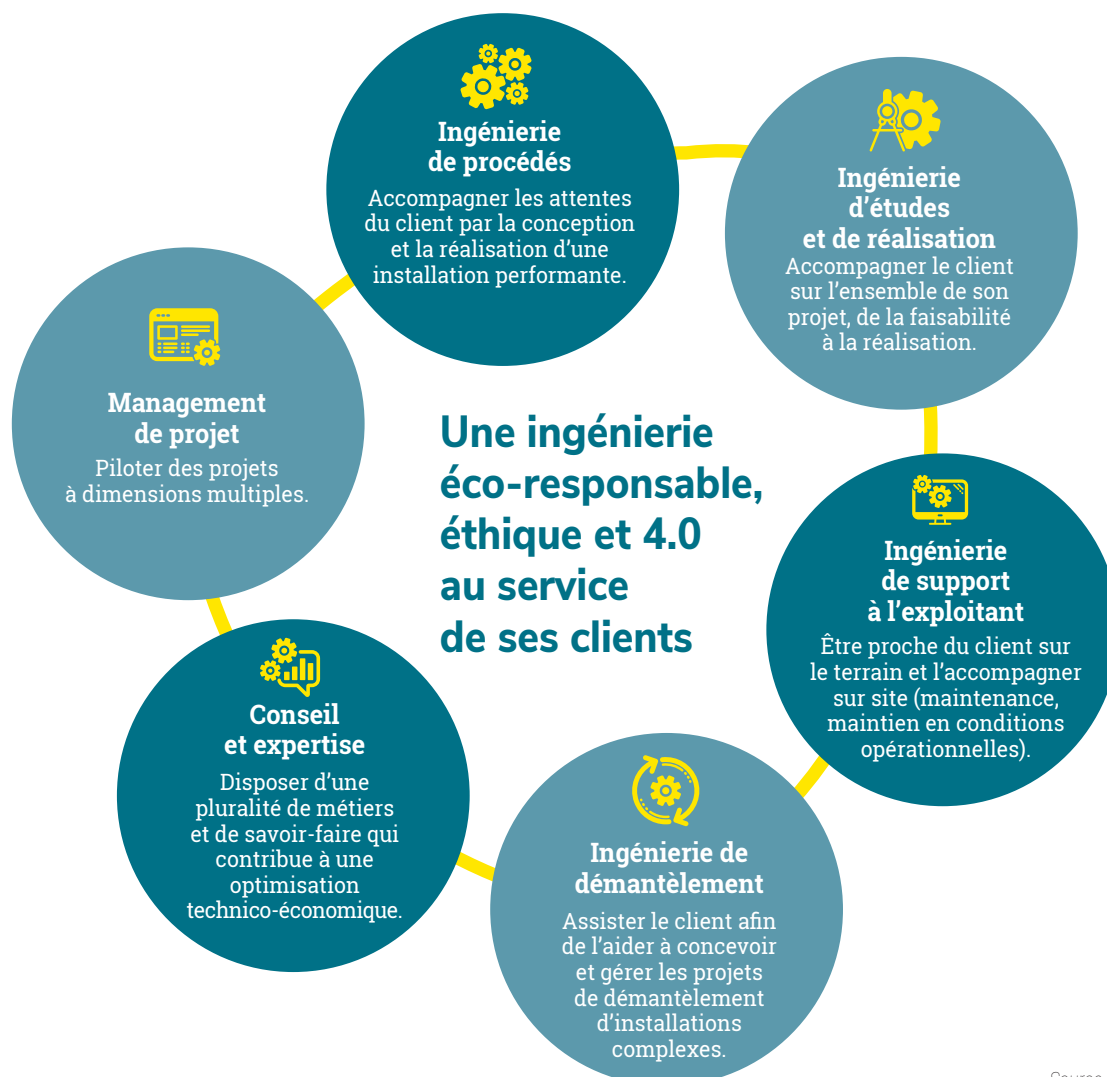 Ingénierie
de procédés
Accompagner les attentes
du client par la conception
et la réalisation d'une
installation performante.
Ingénierie
d'études
et de réalisation
Accompagner le client
sur l'ensemble de son
projet, de la faisabilité
à la réalisation.
Management
de projet
Piloter des projets
à dimensions multiples.
Une ingénierie
éco-responsable,
éthique et 4.0
au service
de ses clients
Ingénierie
de support
à l'exploitant
Être proche du client sur
le terrain et l'accompagner
sur site (maintenance,
maintien en conditions
opérationnelles).
Conseil
et expertise
Disposer d'une
pluralité de métiers
et de savoir-faire qui
contribue à une
optimisation
technico-économique.
Ingénierie de
démantèlement
Assister le client afin
de l'aider à concevoir
et gérer les projets
de démantèlement
d'installations
complexes.